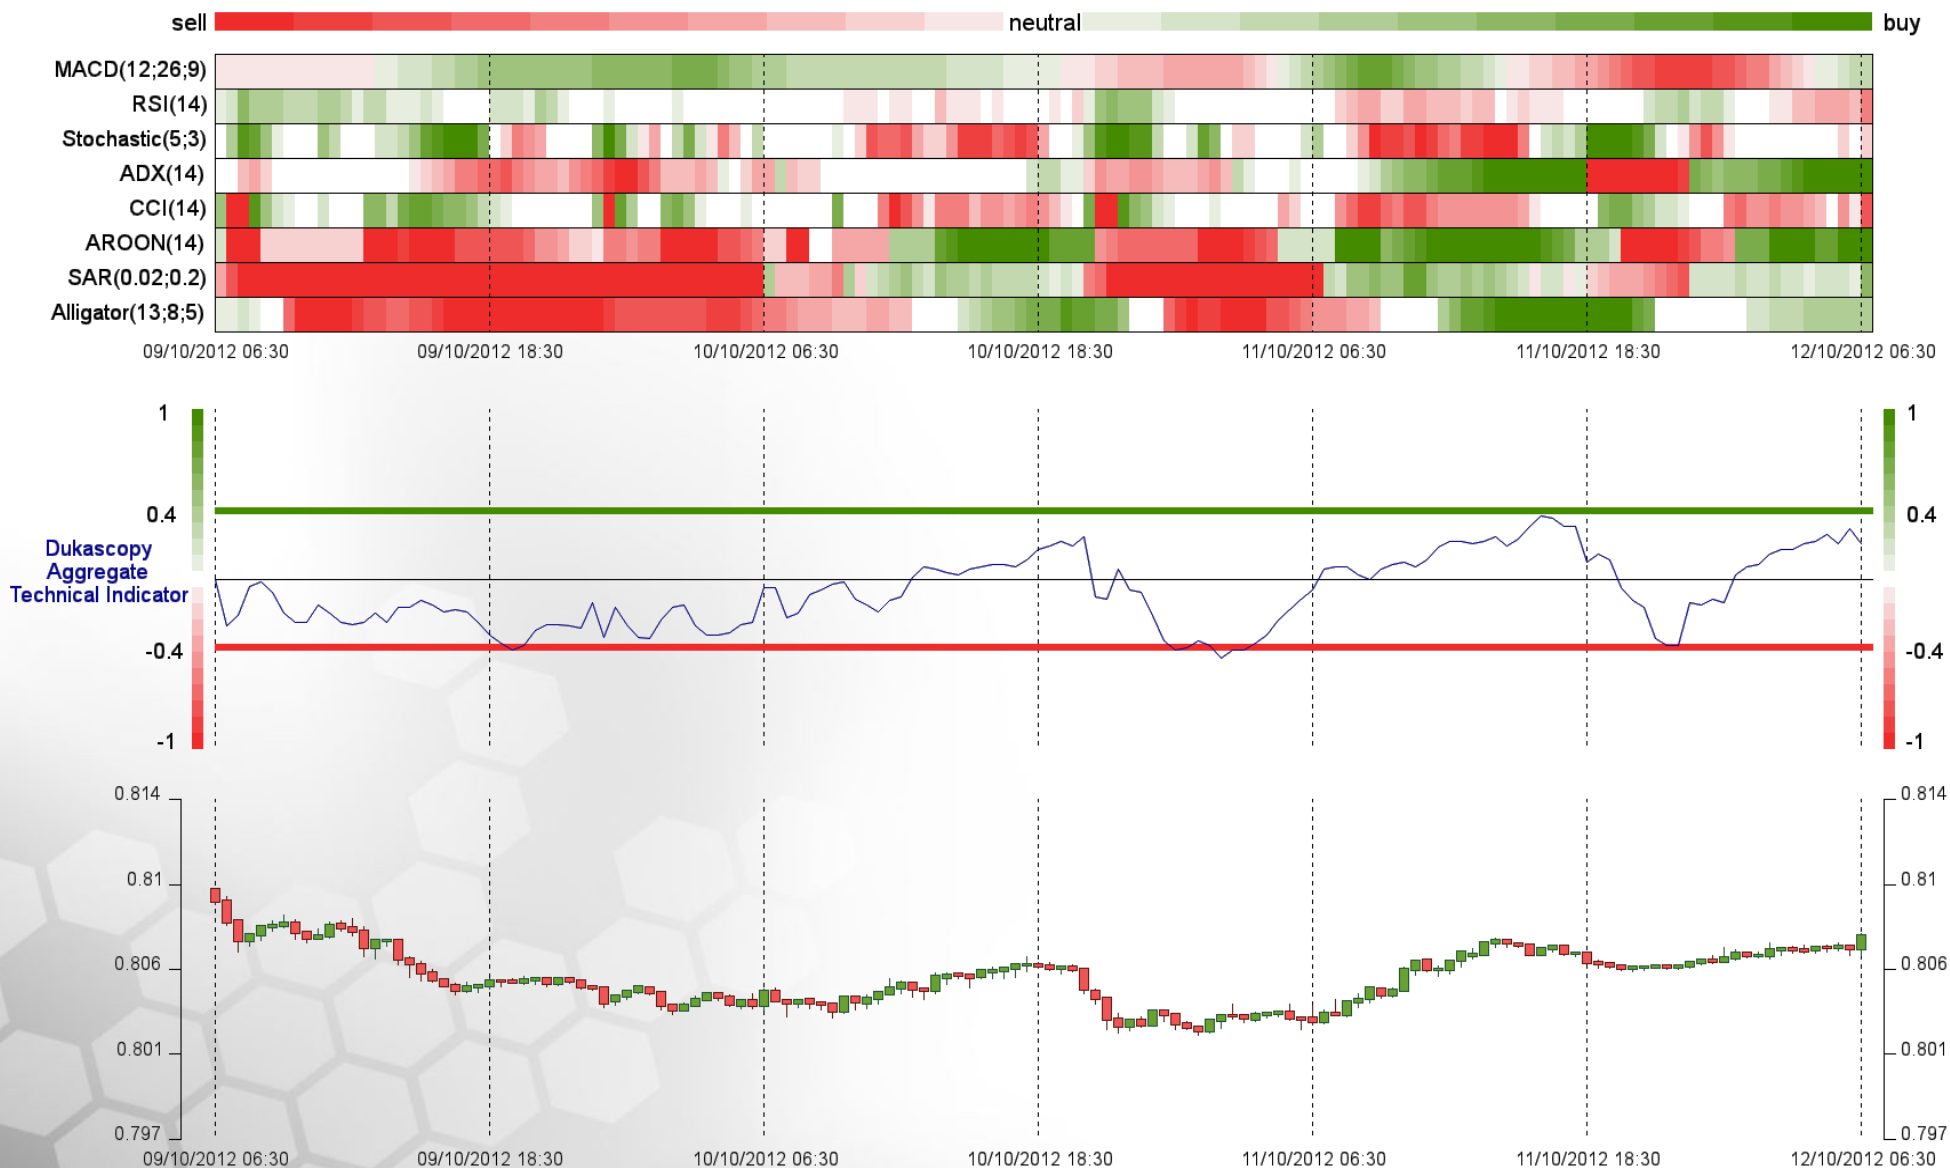 sell neutral buy
MACD(12;26;9)
RSI(14)
Stochastic(5;3)
ADX(14)
CCI(14)
AROON(14)
SAR(0.02;0.2)
Alligator(13;8;5)
09/10/2012 06:30 09/10/2012 18:30 10/10/2012 06:30 10/10/2012 18:30 11/10/2012 06:30 11/10/2012 18:30 12/10/2012 06:30
1 1
0.4 0.4
Dukascopy
Aggregate
Technical Indicator
-0.4 -0.4
-1 -1
0.814 0.814
0.81 0.81
0.806 0.806
0.801 0.801
0.797 0.797
09/10/2012 06:30 09/10/2012 18:30 10/10/2012 06:30 10/10/2012 18:30 11/10/2012 06:30 11/10/2012 18:30 12/10/2012 06:30